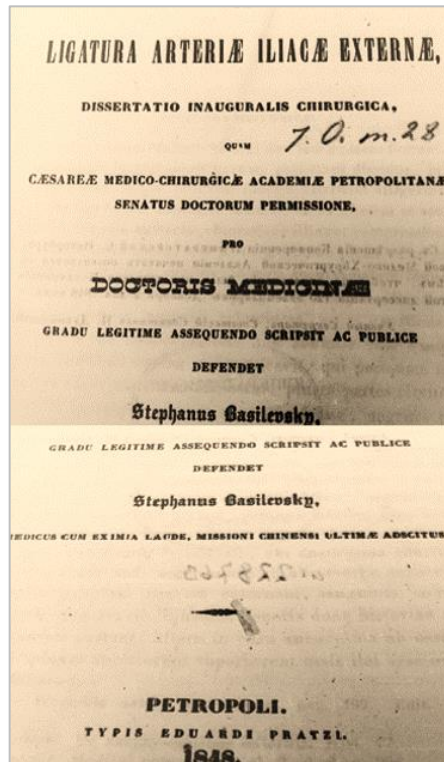 LIGATURA ARTERIÆ ILIACÆ EXTERNÆ,
DISSERTATIO INAUGURALIS CHIRURGICA,
7. O. m. 28
QUAM
CÆSAREÆ MEDICO-CHIRURGICÆ ACADEMIÆ PETROPOLITANÆ
SENATUS DOCTORUM PERMISSIONE,
PRO
DOCTORIS MEDICINÆ
GRADU LEGITIME ASSEQUENDO SCRIPSIT AC PUBLICE
DEFENDET
Stephanus Basilevsky,
GRADU LEGITIME ASSEQUENDO SCRIPSIT AC PUBLICE
DEFENDET
Stephanus Basilevsky,
MEDICUS CUM EXIMIA LAUDE, MISSIONI CHINENSI ULTIMÆ ADSCITUS
PETROPOLI.
TYPIS EDUARDI PRATZI.
1848.